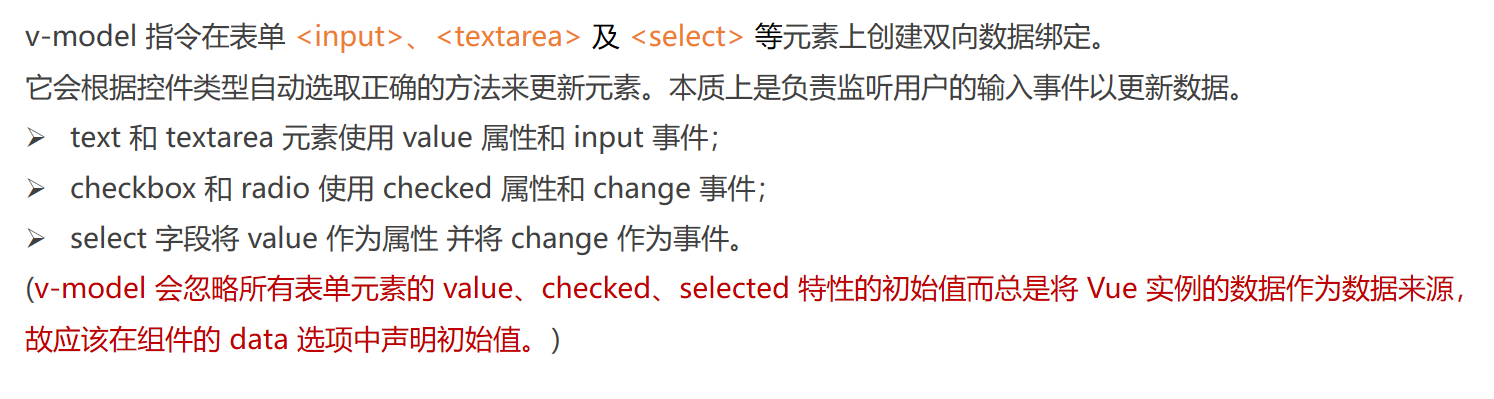 v-model 指令在表单 <input>、<textarea> 及 <select> 等元素上创建双向数据绑定。
它会根据控件类型自动选取正确的方法来更新元素。本质上是负责监听用户的输入事件以更新数据。
➢ text 和 textarea 元素使用 value 属性和 input 事件；
➢ checkbox 和 radio 使用 checked 属性和 change 事件；
➢ select 字段将 value 作为属性 并将 change 作为事件。
(v-model 会忽略所有表单元素的 value、checked、selected 特性的初始值而总是将 Vue 实例的数据作为数据来源，
故应该在组件的 data 选项中声明初始值。)